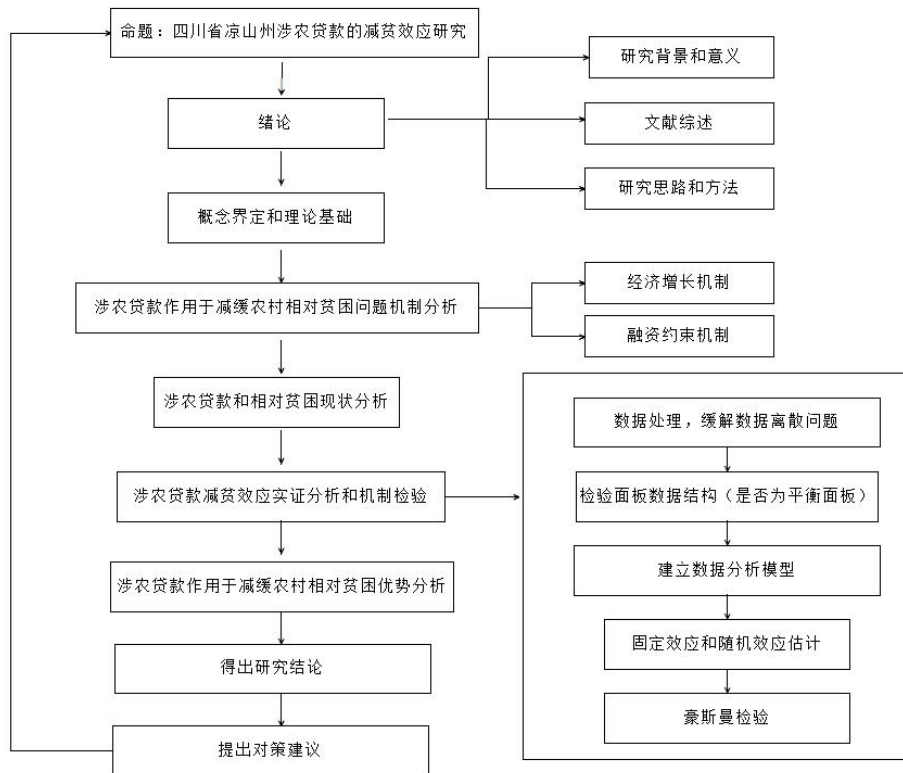 命题：四川省凉山州涉农贷款的减贫效应研究
绪论
研究背景和意义
文献综述
研究思路和方法
概念界定和理论基础
涉农贷款作用于减缓农村相对贫困问题机制分析
经济增长机制
融资约束机制
涉农贷款和相对贫困现状分析
涉农贷款减贫效应实证分析和机制检验
数据处理，缓解数据离散问题
检验面板数据结构（是否为平衡面板）
建立数据分析模型
固定效应和随机效应估计
豪斯曼检验
涉农贷款作用于减缓农村相对贫困优势分析
得出研究结论
提出对策建议